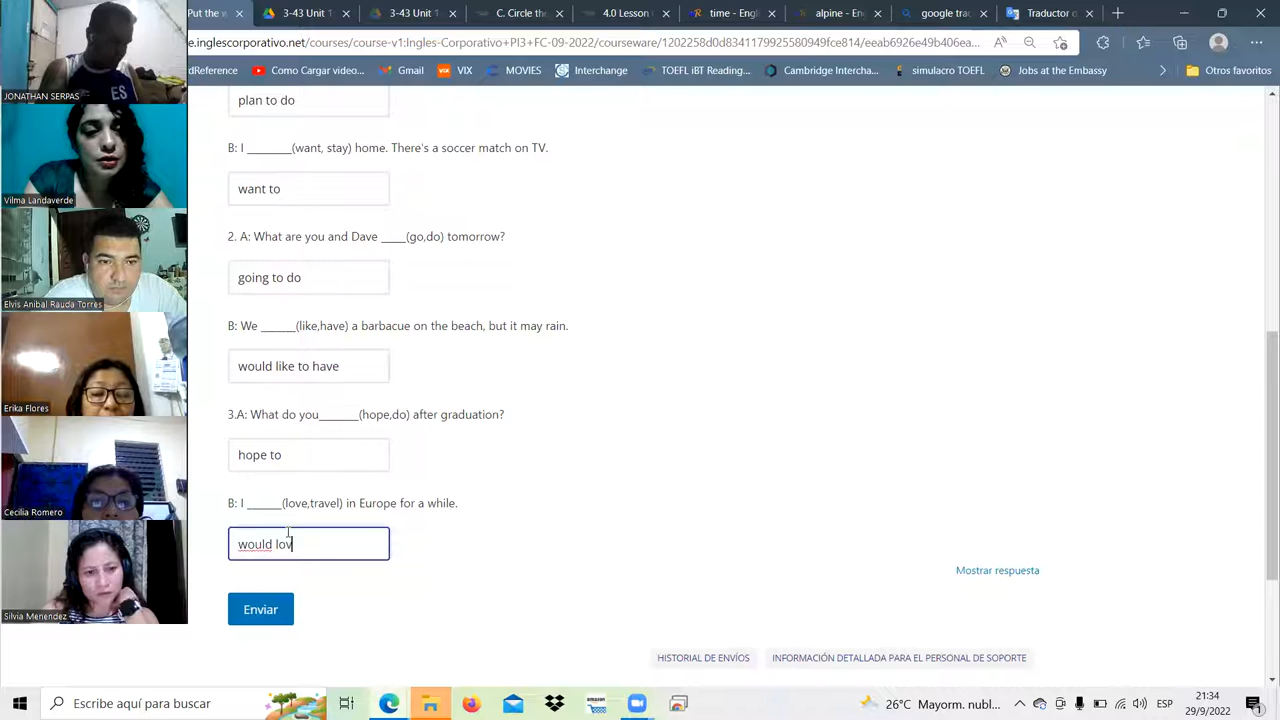 Put the w
3-43 Unit 1
3-43 Unit 1
C. Circle the
4.0 Lesson
time - Engli
alpine - En
google trad
Traductor d
e.inglescorporativo.net/courses/course-v1:Ingles-Corporativo+PI3+FC-09-2022/courseware/1202258d0d8341179925580949fce814/eeab6926e49b406ea...
dReference
Como Cargar video...
Gmail
VIX
MOVIES
Interchange
TOEFL iBT Reading...
Cambridge Intercha...
simulacro TOEFL
Jobs at the Embassy
Otros favoritos
ES
JONATHAN SERPAS
Vilma Landaverde
Elvis Anibal Rauda Torres
Erika Flores
Cecilia Romero
Silvia Menendez
plan to do
B: I ________(want, stay) home. There's a soccer match on TV.
want to
2. A: What are you and Dave ____(go,do) tomorrow?
going to do
B: We ______(like,have) a barbacue on the beach, but it may rain.
would like to have
3.A: What do you_______(hope,do) after graduation?
hope to
B: I ______(love,travel) in Europe for a while.
would lov
Mostrar respuesta
Enviar
HISTORIAL DE ENVÍOS
INFORMACIÓN DETALLADA PARA EL PERSONAL DE SOPORTE
Escribe aquí para buscar
26°C Mayorm. nubl...
ESP
21:34
29/9/2022